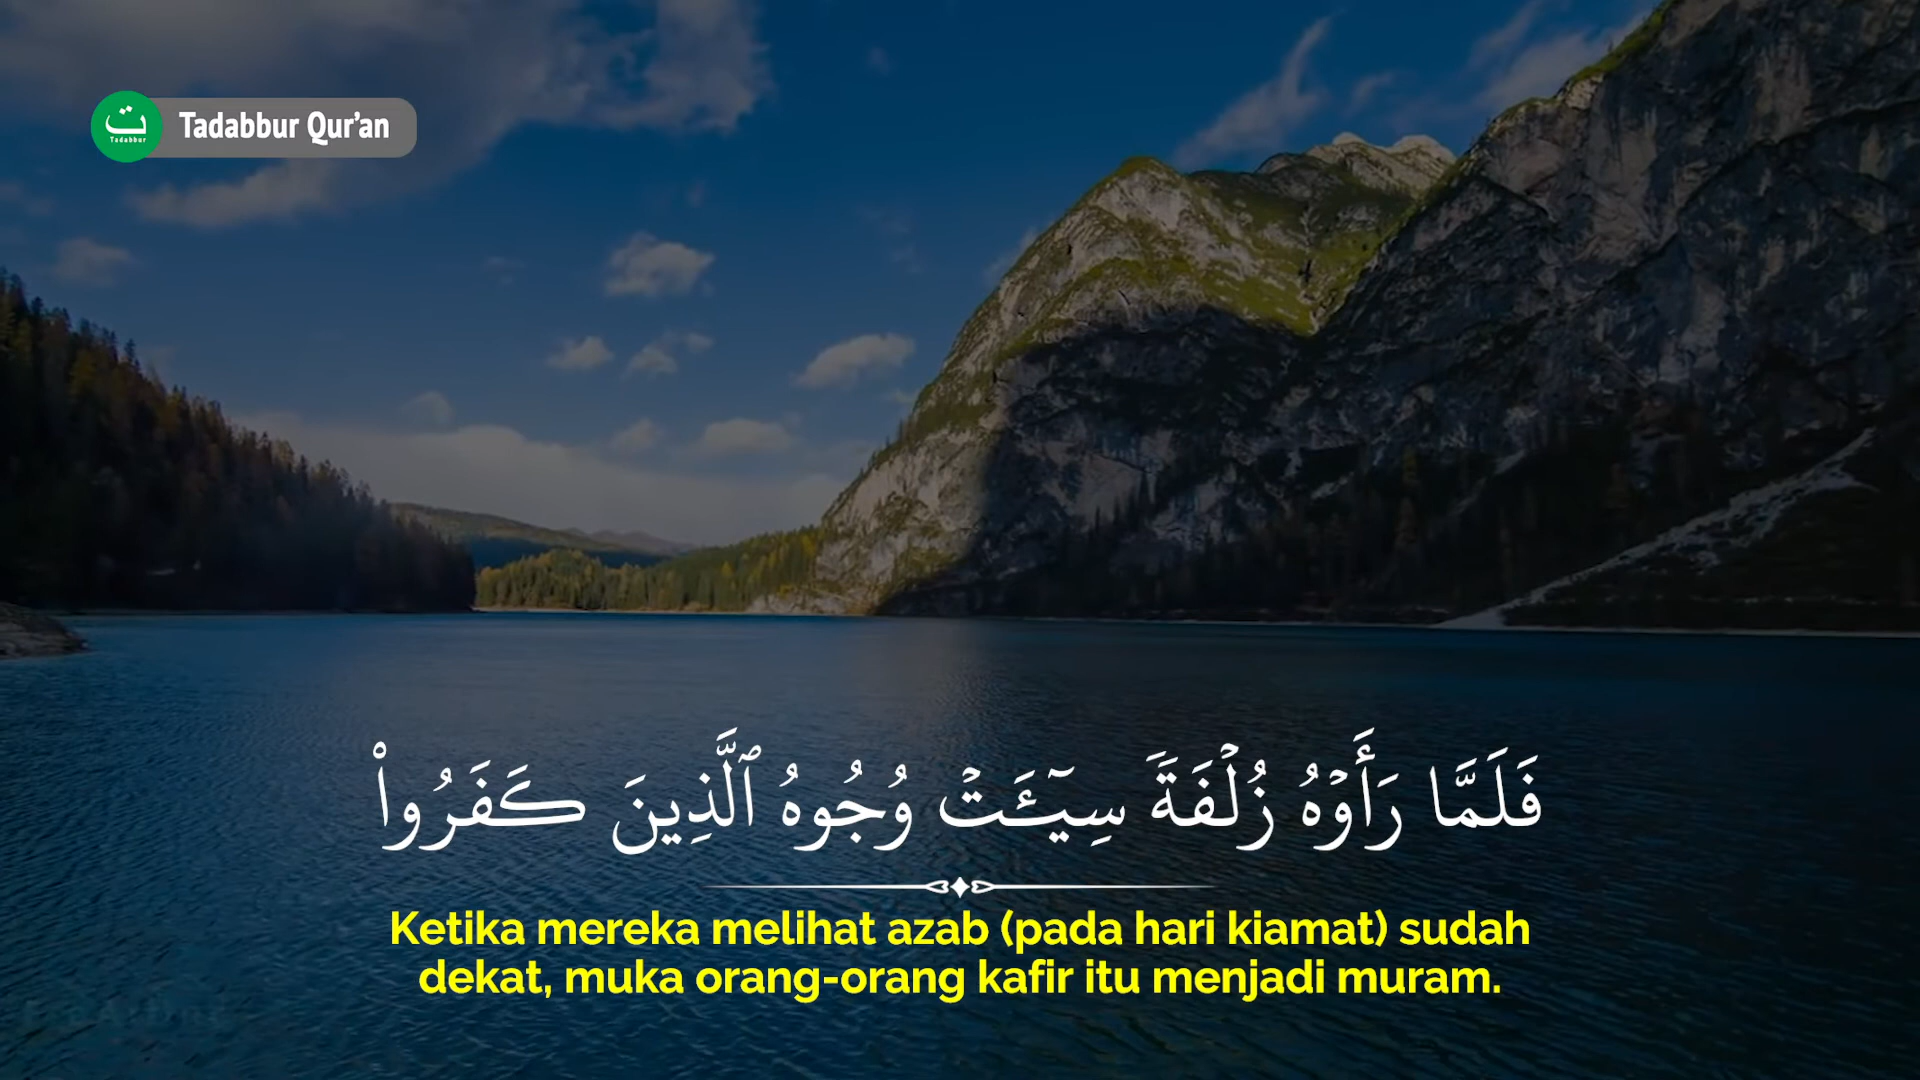 ت
Tadabbur
Tadabbur Qur'an
فَلَمَّا رَأَوْهُ زُلْفَةً سِيٓـَٔتْ وُجُوهُ ٱلَّذِينَ كَفَرُوا۟
Ketika mereka melihat azab (pada hari kiamat) sudah
dekat, muka orang-orang kafir itu menjadi muram.